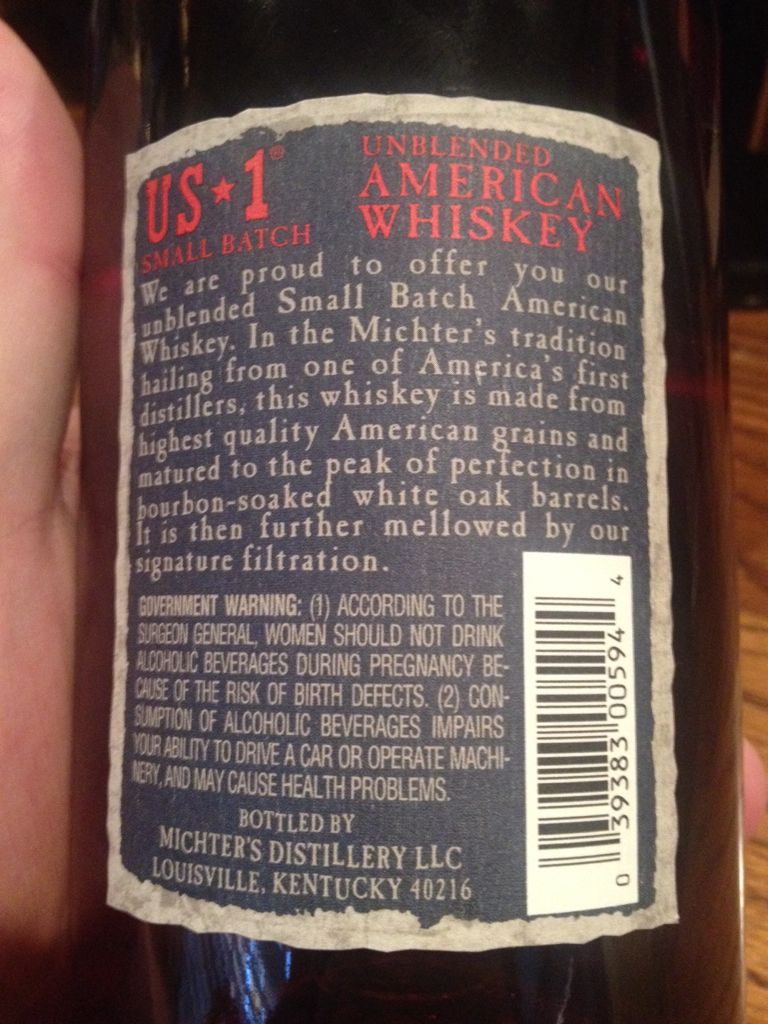 US★1®
SMALL BATCH
UNBLENDED
AMERICAN
WHISKEY
We are proud to offer you our
unblended Small Batch American
Whiskey. In the Michter's tradition
hailing from one of America's first
distillers, this whiskey is made from
highest quality American grains and
matured to the peak of perfection in
bourbon-soaked white oak barrels.
It is then further mellowed by our
signature filtration.
GOVERNMENT WARNING: (1) ACCORDING TO THE
SURGEON GENERAL, WOMEN SHOULD NOT DRINK
ALCOHOLIC BEVERAGES DURING PREGNANCY BE-
CAUSE OF THE RISK OF BIRTH DEFECTS. (2) CON-
SUMPTION OF ALCOHOLIC BEVERAGES IMPAIRS
YOUR ABILITY TO DRIVE A CAR OR OPERATE MACHI-
NERY, AND MAY CAUSE HEALTH PROBLEMS.
BOTTLED BY
MICHTER'S DISTILLERY LLC
LOUISVILLE, KENTUCKY 40216
0 39383 00594 4